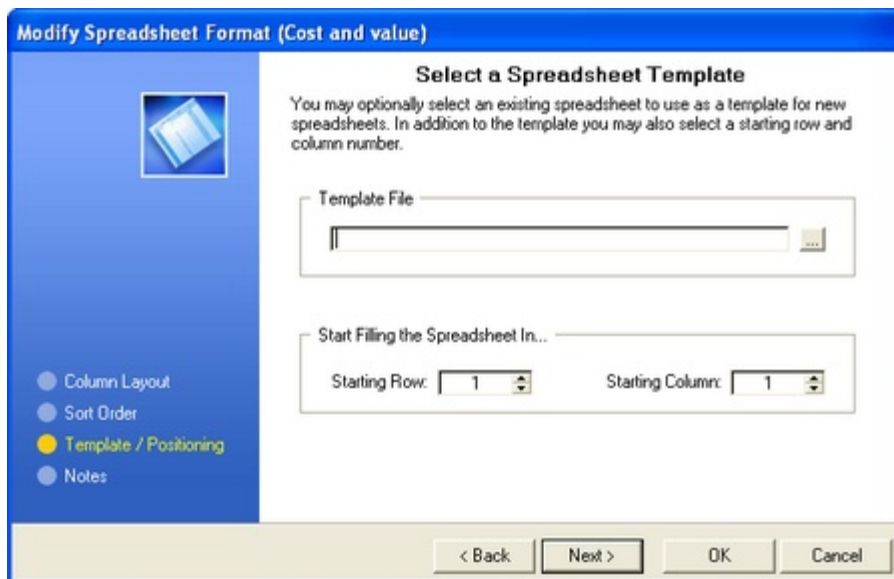 Modify Spreadsheet Format (Cost and value)
Select a Spreadsheet Template
You may optionally select an existing spreadsheet to use as a template for new
spreadsheets. In addition to the template you may also select a starting row and
column number.
Template File
...
Start Filling the Spreadsheet In...
Starting Row: 1 Starting Column: 1
Column Layout
Sort Order
Template / Positioning
Notes
< Back Next > OK Cancel